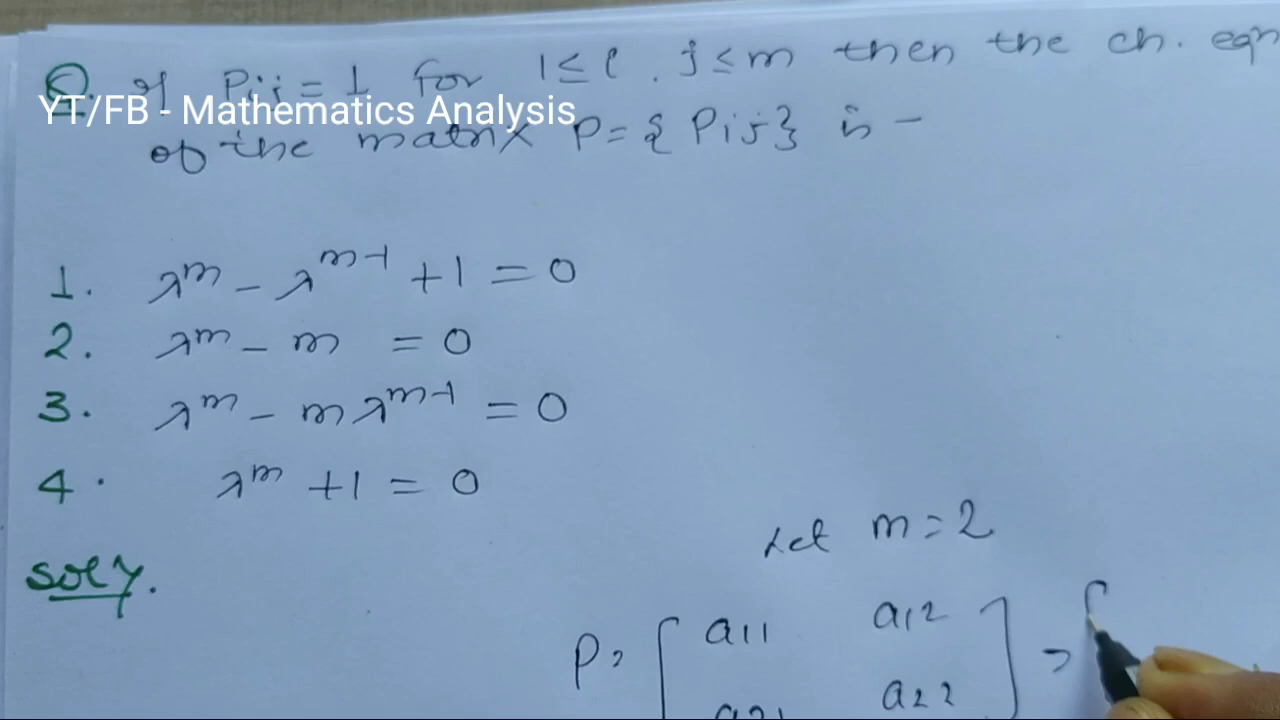 Q. If Pij = 1 for 1 ≤ i, j ≤ m then the ch. eqn
YT/FB - Mathematics Analysis
of the matrix P = { Pij } is -
1. λ^m - λ^{m-1} + 1 = 0
2. λ^m - m = 0
3. λ^m - m λ^{m-1} = 0
4. λ^m + 1 = 0
Let m = 2
Soln.
P = [ a11 a12 ] = [
a21 a22